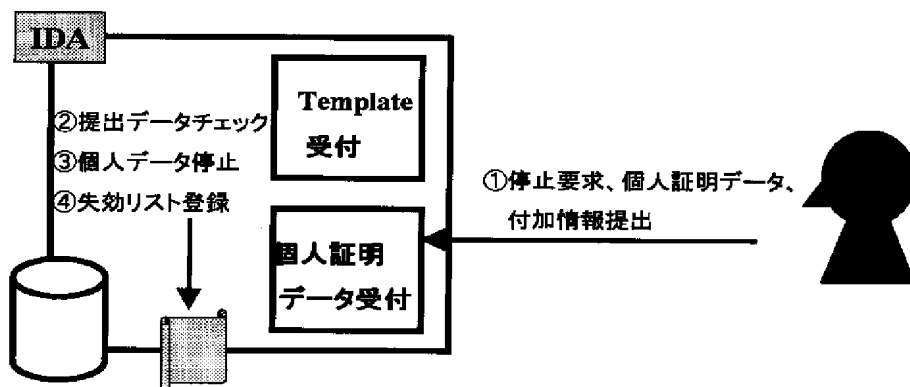 IDA
Template
受付
②提出データチェック
③個人データ停止
④失効リスト登録
①停止要求、個人証明データ、
付加情報提出
個人証明
データ受付